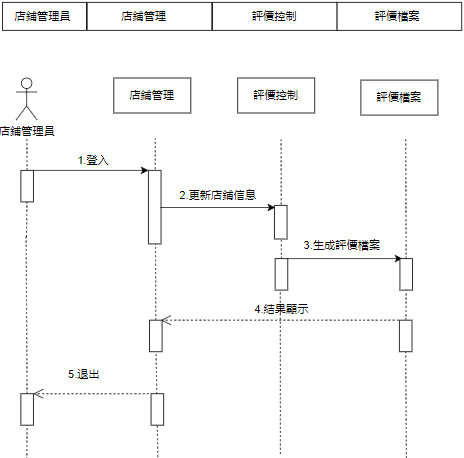 店鋪管理員 店鋪管理 評價控制 評價檔案
店鋪管理 評價控制 評價檔案
店鋪管理員
1.登入
2.更新店鋪信息
3.生成評價檔案
4.結果顯示
5.退出